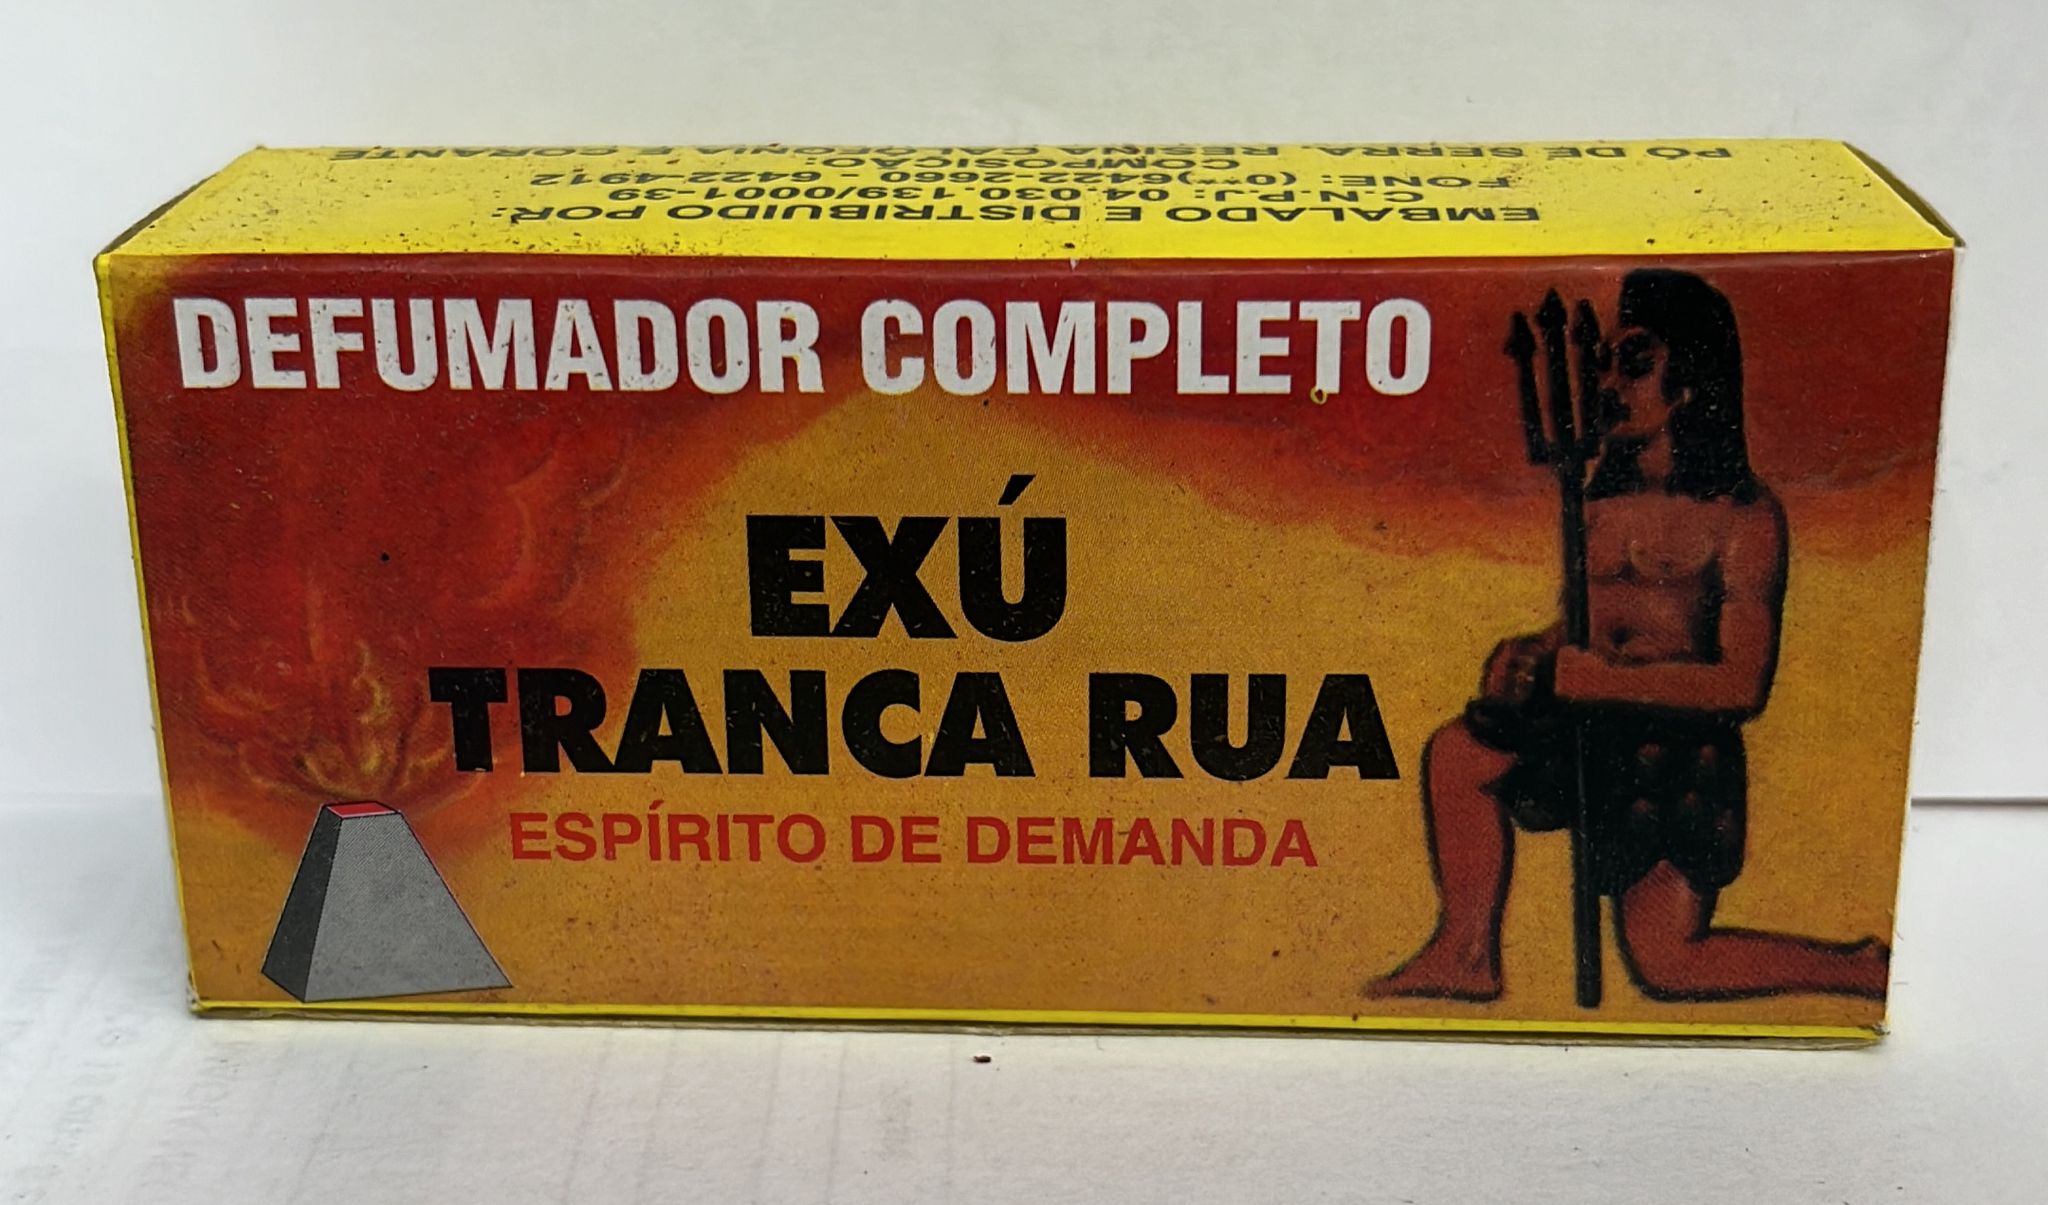 DEFUMADOR COMPLETO
EXÚ
TRANCA RUA
ESPÍRITO DE DEMANDA
EMBALADO E DISTRIBUIDO POR:
C.N.P.J: 04.030.139/0001-39
FONE: (0**)6422-2660 - 6422-4912
COMPOSIÇÃO:
PÓ DE SERRA, RESINA CALOFONIA E CORANTE